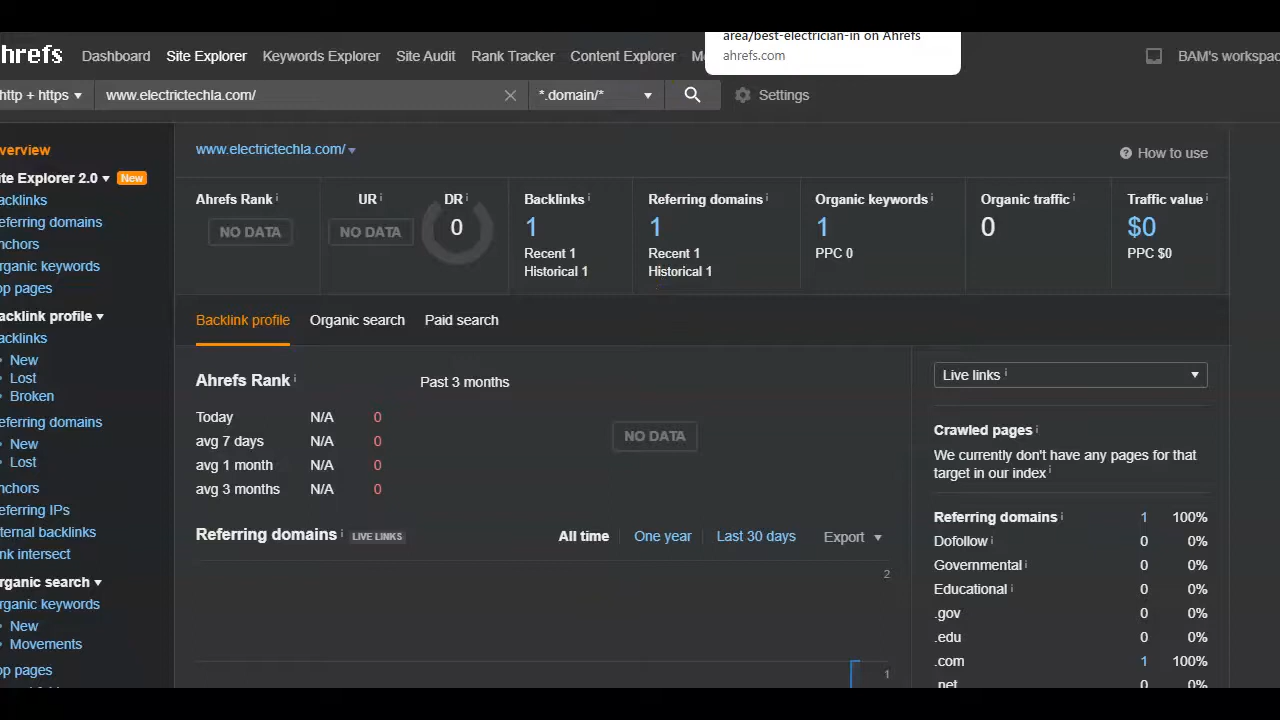 area/best-electrician-in on Ahrefs
ahrefs.com
hrefs Dashboard Site Explorer Keywords Explorer Site Audit Rank Tracker Content Explorer M BAM's workspac
http + https www.electrictechla.com/ *.domain/* Settings
verview
ite Explorer 2.0 New
acklinks
eferring domains
nchors
rganic keywords
op pages
acklink profile
acklinks
New
Lost
Broken
eferring domains
New
Lost
nchors
eferring IPs
ternal backlinks
nk intersect
rganic search
rganic keywords
New
Movements
op pages
www.electrictechla.com/ How to use
Ahrefs Rank
NO DATA
UR
NO DATA
DR
0
Backlinks
1
Recent 1
Historical 1
Referring domains
1
Recent 1
Historical 1
Organic keywords
1
PPC 0
Organic traffic
0
Traffic value
$0
PPC $0
Backlink profile Organic search Paid search
Ahrefs Rank Past 3 months
Today N/A 0
avg 7 days N/A 0
avg 1 month N/A 0
avg 3 months N/A 0
NO DATA
Referring domains LIVE LINKS All time One year Last 30 days Export
2
1
Live links
Crawled pages
We currently don't have any pages for that
target in our index
Referring domains 1 100%
Dofollow 0 0%
Governmental 0 0%
Educational 0 0%
.gov 0 0%
.edu 0 0%
.com 1 100%
.net 0 0%